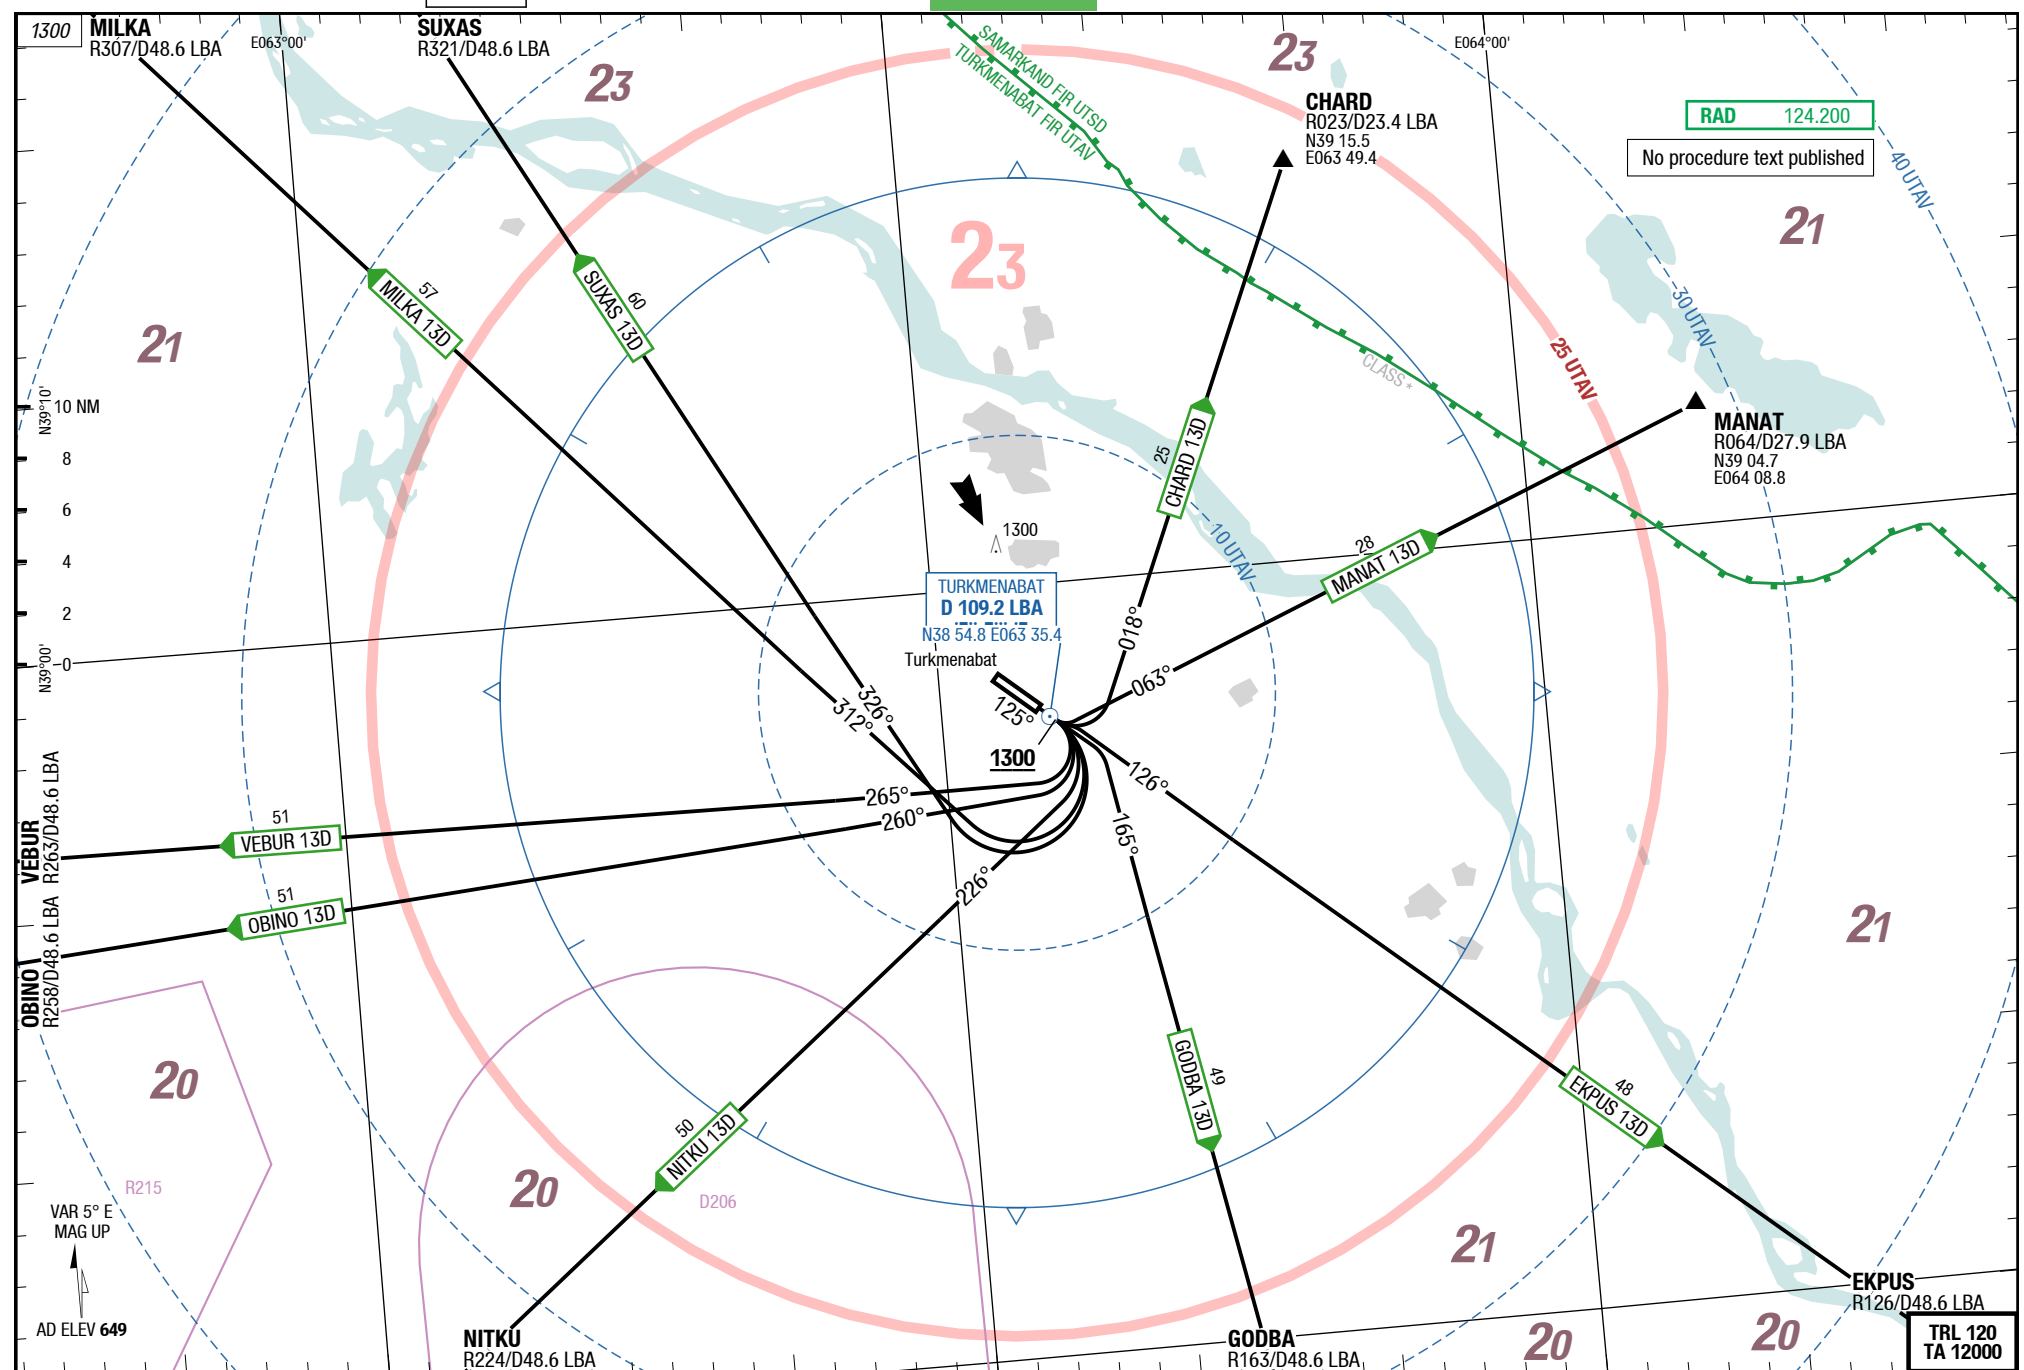 1300
MILKA
R307/D48.6 LBA
E063°00'
SUXAS
R321/D48.6 LBA
23
SAMARKAND FIR UTSD
TURKMENABAT FIR UTAV
23
E064°00'
CHARD
R023/D23.4 LBA
N39 15.5
E063 49.4
RAD 124.200
No procedure text published
40 UTAV
21
23
57
MILKA 13D
60
SUXAS 13D
30 UTAV
21
25 UTAV
CLASS *
N39°10'
10 NM
8
6
4
2
0
N39°00'
25
CHARD 13D
MANAT
R064/D27.9 LBA
N39 04.7
E064 08.8
10 UTAV
28
MANAT 13D
1300
TURKMENABAT
D 109.2 LBA
N38 54.8 E063 35.4
Turkmenabat
125°
1300
018°
063°
326°
312°
126°
165°
265°
260°
226°
51
VEBUR 13D
51
OBINO 13D
VEBUR
R263/D48.6 LBA
OBINO
R258/D48.6 LBA
21
20
R215
VAR 5° E
MAG UP
AD ELEV 649
20
50
NITKU 13D
D206
49
GODBA 13D
48
EKPUS 13D
21
NITKU
R224/D48.6 LBA
GODBA
R163/D48.6 LBA
20
20
EKPUS
R126/D48.6 LBA
TRL 120
TA 12000